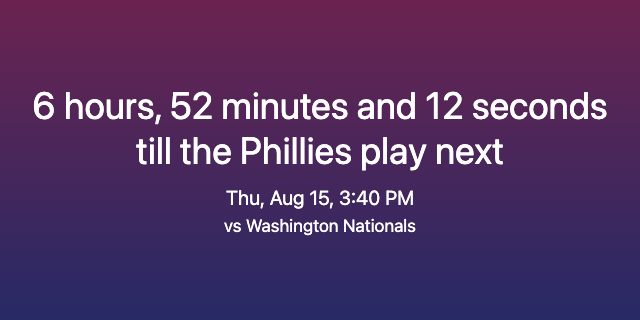 6 hours, 52 minutes and 12 seconds
till the Phillies play next
Thu, Aug 15, 3:40 PM
vs Washington Nationals